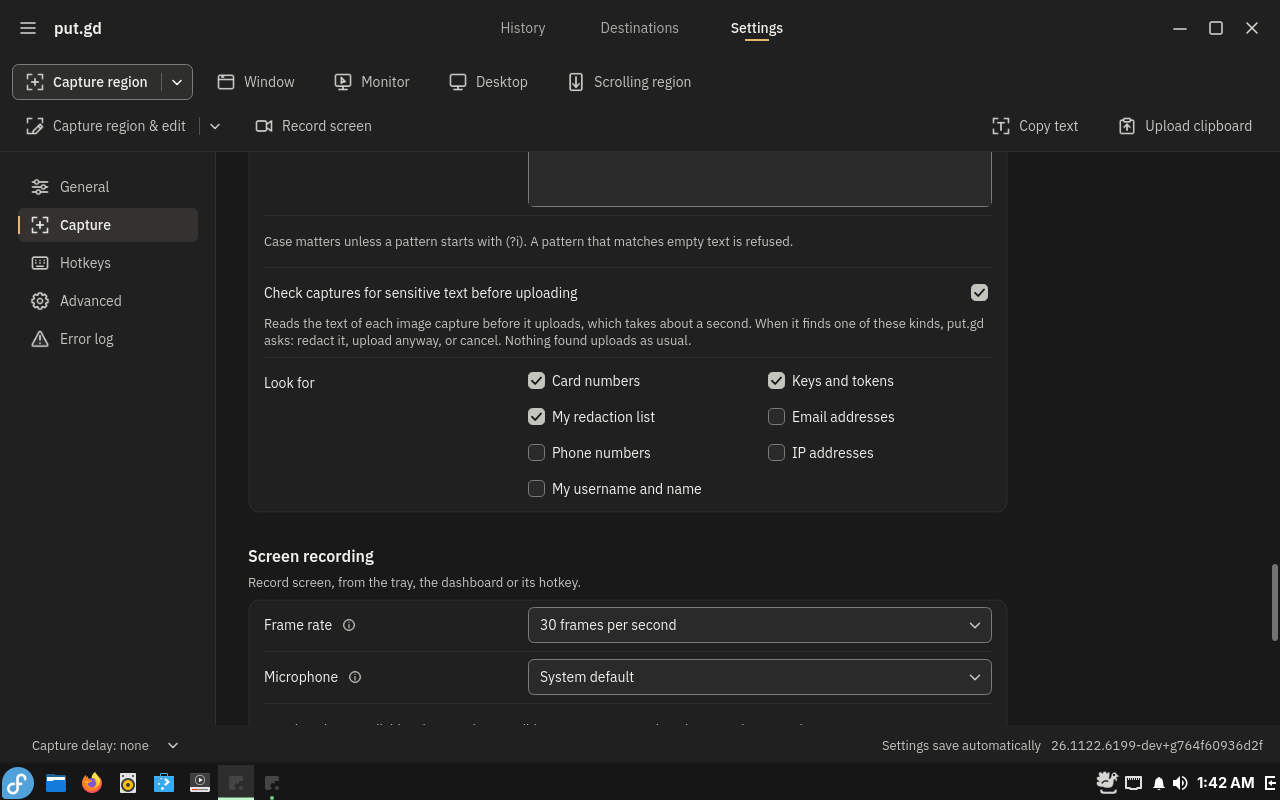 put.gd
History
Destinations
Settings
Capture region
Window
Monitor
Desktop
Scrolling region
Capture region & edit
Record screen
Copy text
Upload clipboard
General
Capture
Hotkeys
Advanced
Error log
Case matters unless a pattern starts with (?i). A pattern that matches empty text is refused.
Check captures for sensitive text before uploading
Reads the text of each image capture before it uploads, which takes about a second. When it finds one of these kinds, put.gd
asks: redact it, upload anyway, or cancel. Nothing found uploads as usual.
Look for
Card numbers
Keys and tokens
My redaction list
Email addresses
Phone numbers
IP addresses
My username and name
Screen recording
Record screen, from the tray, the dashboard or its hotkey.
Frame rate
30 frames per second
Microphone
System default
Capture delay: none
Settings save automatically
26.1122.6199-dev+g764f60936d2f
1:42 AM